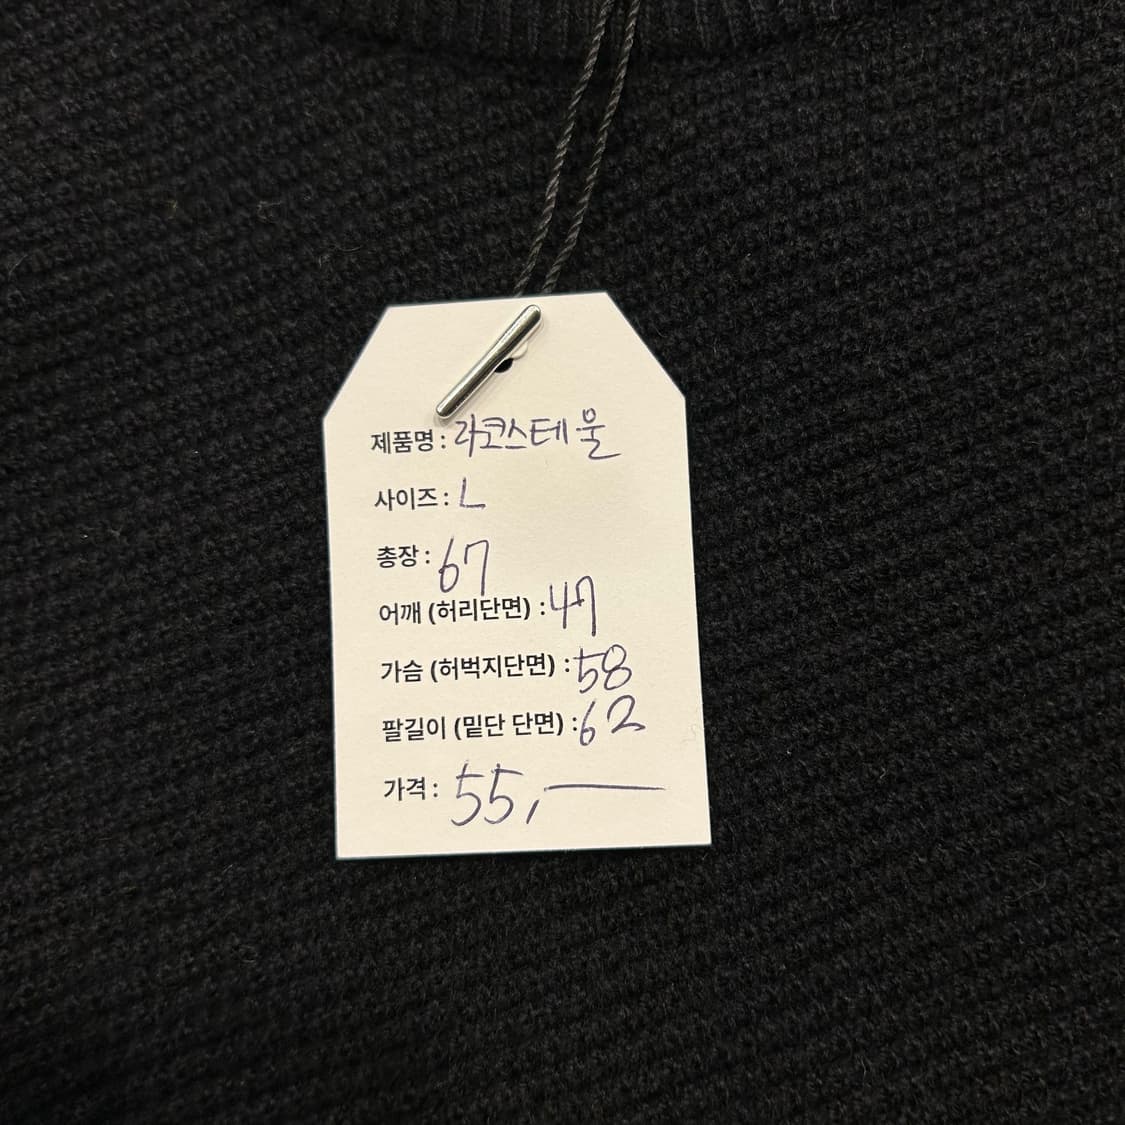 제품명 : 라코스테 울
사이즈 : L
총장 : 67
어깨 (허리단면) : 47
가슴 (허벅지단면) : 58
팔길이 (밑단 단면) : 62
가격 : 55,—